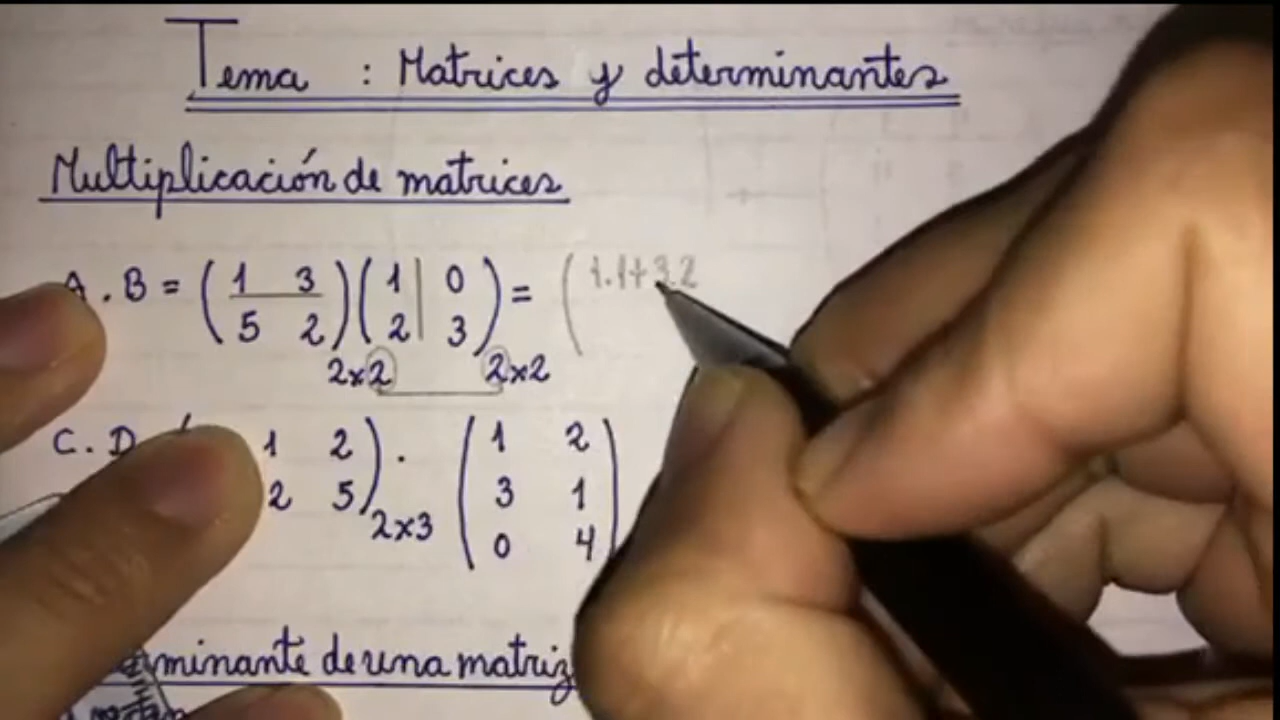 Tema : Matrices y determinantes
Multiplicación de matrices
A . B = ( 1 3 ) ( 1 | 0 ) = ( 1.1+3.2
5 2 2 3
2x2 2x2
C . D 1 2 ) . ( 1 2 )
2 5 3 1
2x3 0 4
minante de una matriz